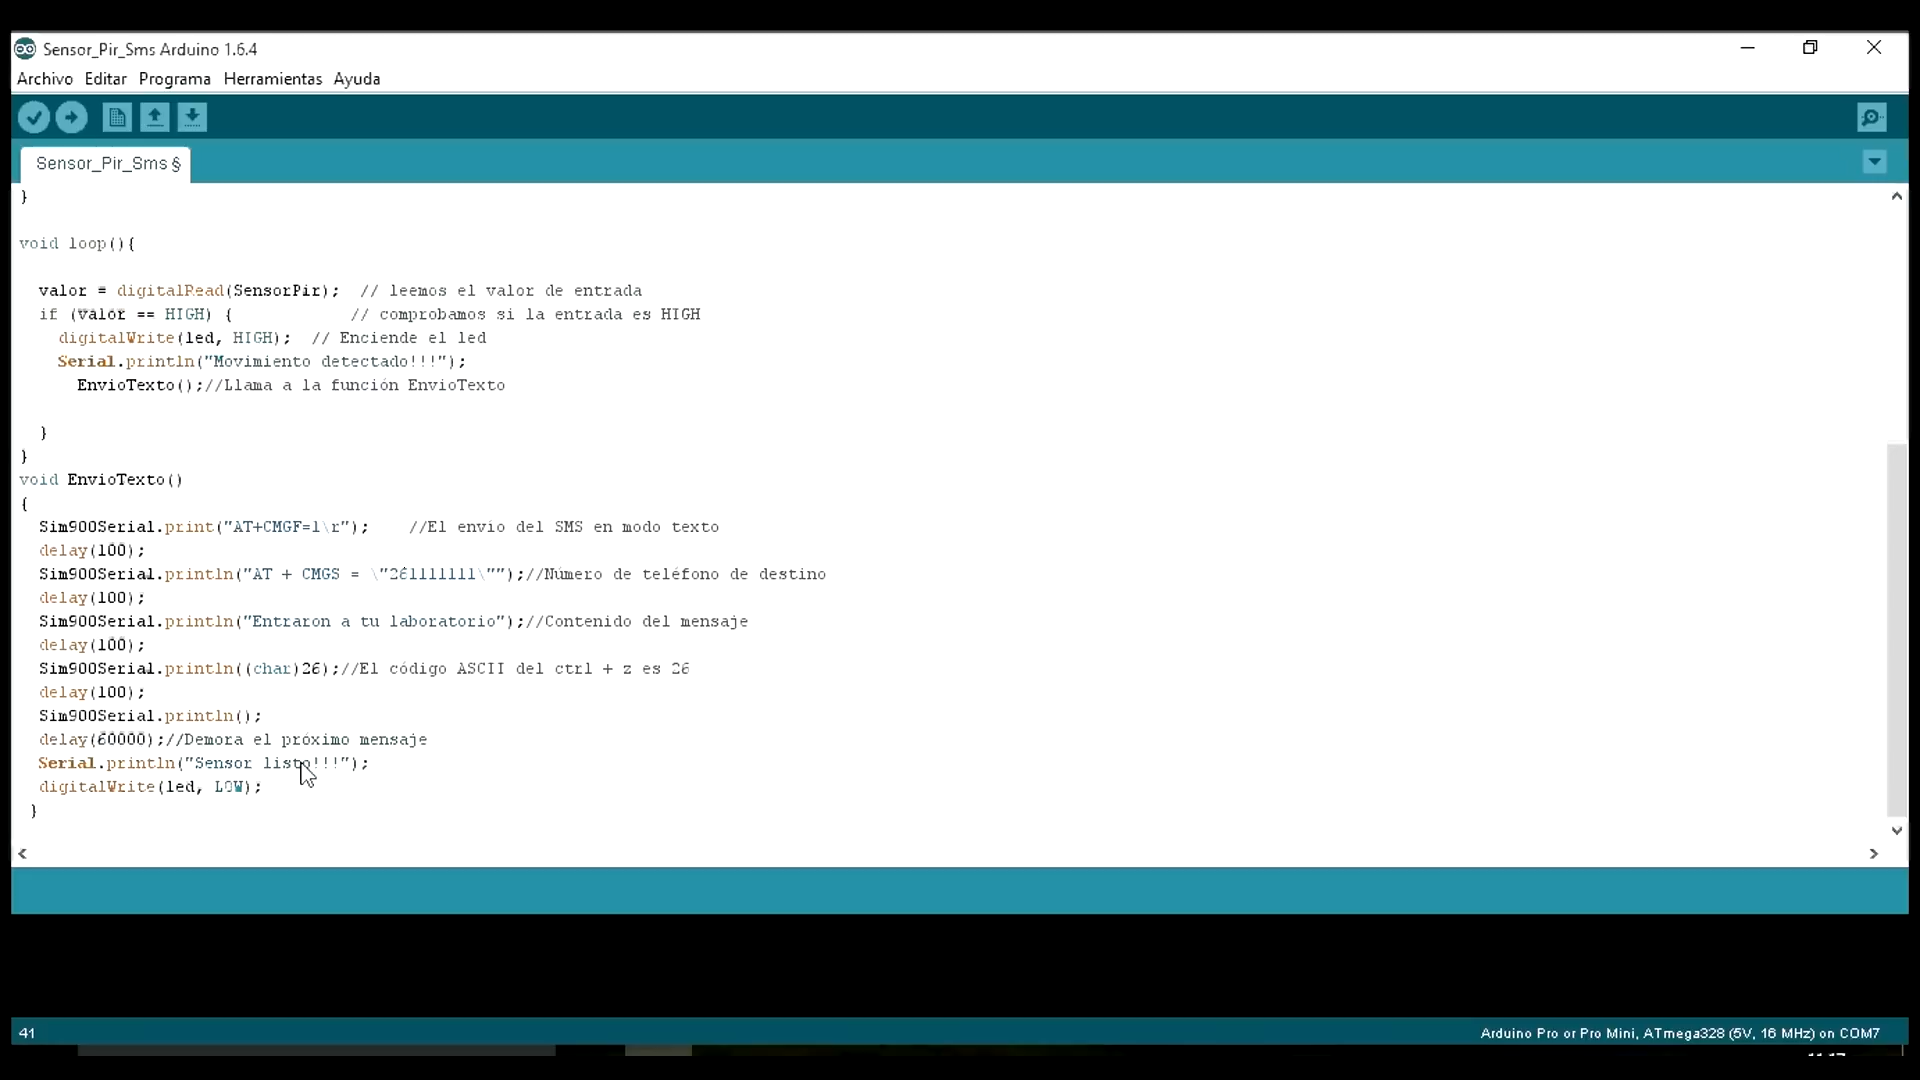 Sensor_Pir_Sms Arduino 1.6.4
Archivo Editar Programa Herramientas Ayuda
Sensor_Pir_Sms §
}
void loop(){
valor = digitalRead(SensorPir);  // leemos el valor de entrada
if (valor == HIGH) {            // comprobamos si la entrada es HIGH
digitalWrite(led, HIGH);  // Enciende el led
Serial.println("Movimiento detectado!!!");
EnvioTexto();//Llama a la función EnvioTexto
}
}
void EnvioTexto()
{
Sim900Serial.print("AT+CMGF=1\r");    //El envio del SMS en modo texto
delay(100);
Sim900Serial.println("AT + CMGS = \"261111111\"");//Número de teléfono de destino
delay(100);
Sim900Serial.println("Entraron a tu laboratorio");//Contenido del mensaje
delay(100);
Sim900Serial.println((char)26);//El código ASCII del ctrl + z es 26
delay(100);
Sim900Serial.println();
delay(60000);//Demora el próximo mensaje
Serial.println("Sensor listo!!!");
digitalWrite(led, LOW);
}
41
Arduino Pro or Pro Mini, ATmega328 (5V, 16 MHz) on COM7